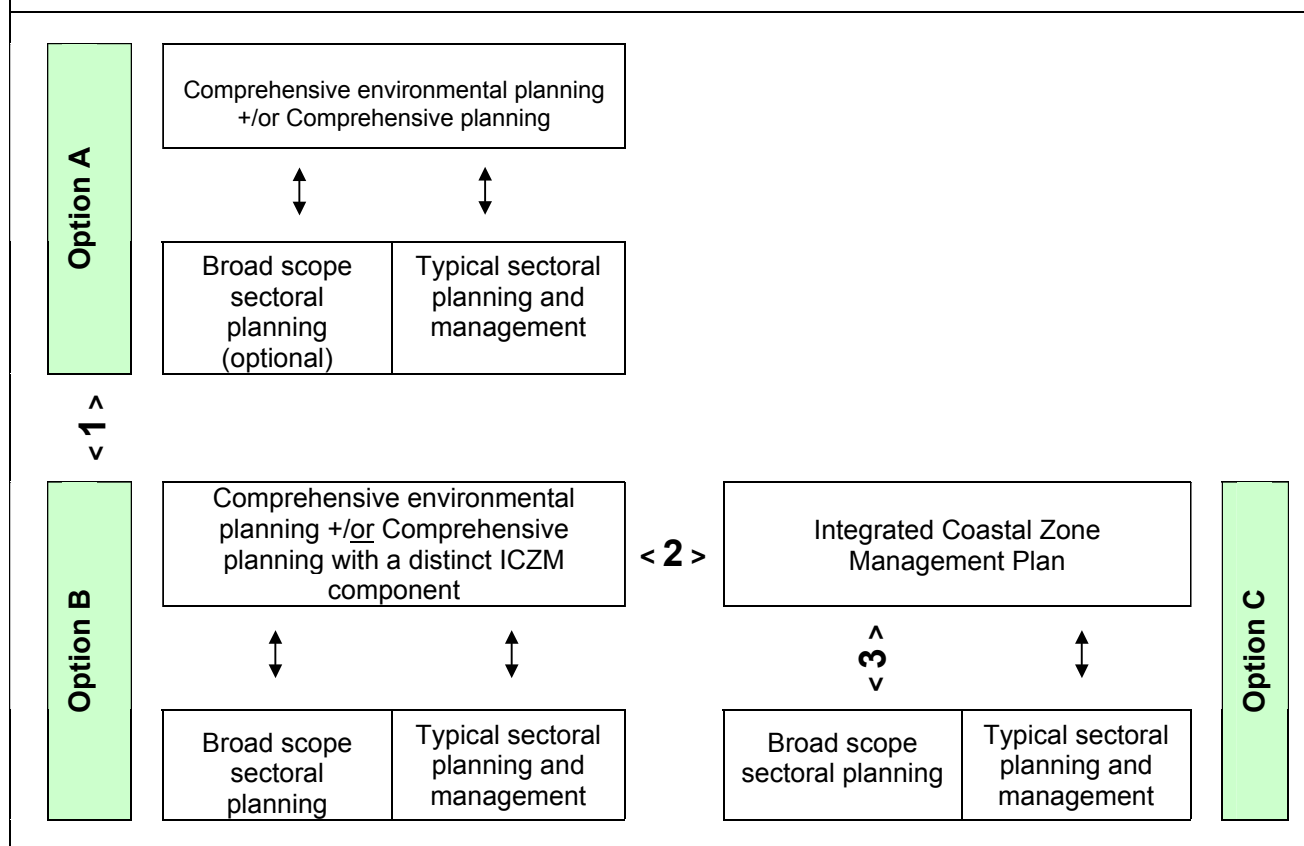 Option A
Comprehensive environmental planning
+/or Comprehensive planning
Broad scope
sectoral
planning
(optional)
Typical sectoral
planning and
management
< 1 >
Option B
Comprehensive environmental
planning +/or Comprehensive
planning with a distinct ICZM
component
< 2 >
Integrated Coastal Zone
Management Plan
Option C
< 3 >
Broad scope
sectoral
planning
Typical sectoral
planning and
management
Broad scope
sectoral planning
Typical sectoral
planning and
management